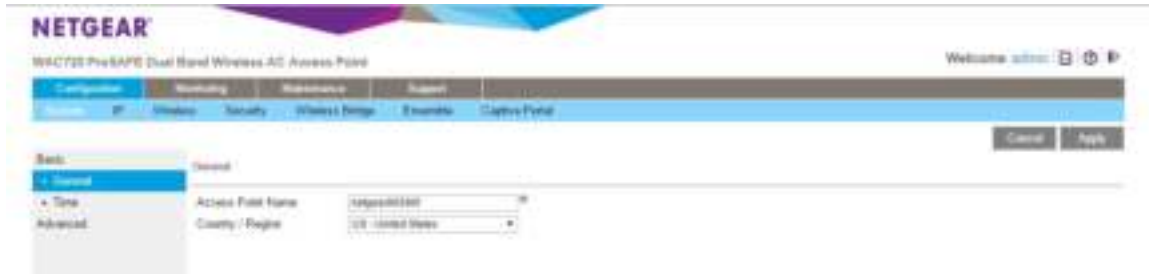 NETGEAR®
WAC720 ProSAFE Dual Band Wireless AC Access Point
Welcome admin
Configuration Monitoring Maintenance Support
System IP Wireless Security Wireless Bridge Ensemble Captive Portal
Cancel Apply
Basic
General
General
Time
Access Point Name
Advanced
Country / Region US - United States